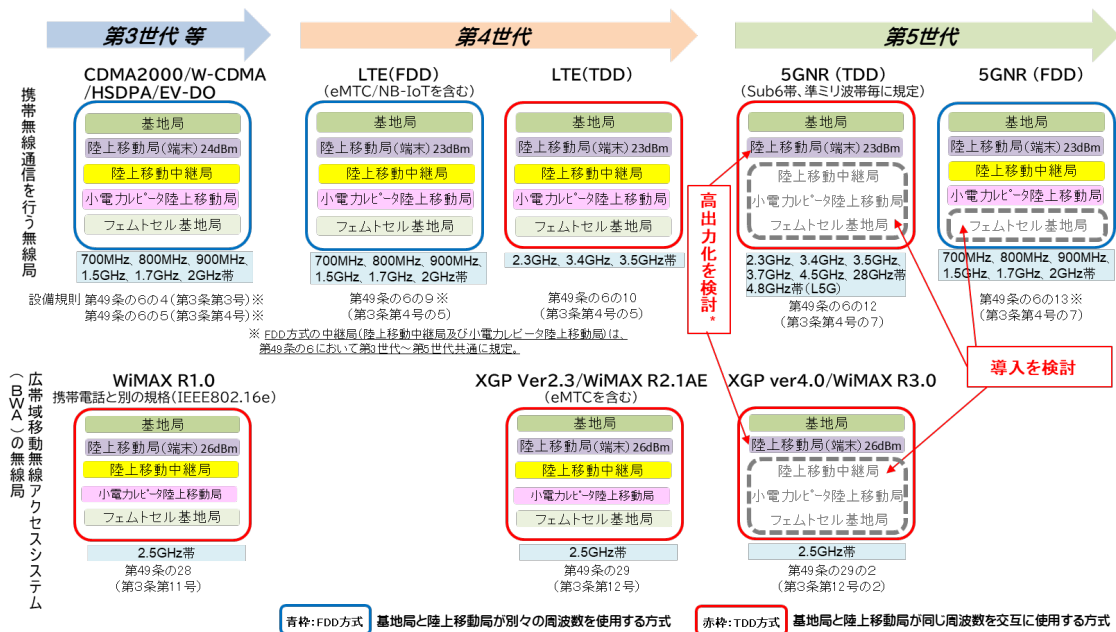 第3世代 等
第4世代
第5世代
携帯無線通信を行う無線局
CDMA2000/W-CDMA
/HSDPA/EV-DO
基地局
陸上移動局(端末)24dBm
陸上移動中継局
小電力レピータ陸上移動局
フェムトセル基地局
700MHz、800MHz、900MHz、
1.5GHz、1.7GHz、2GHz帯
設備規則 第49条の6の4(第3条第3号)※
第49条の6の5(第3条第4号)※
LTE(FDD)
(eMTC/NB-IoTを含む)
基地局
陸上移動局(端末)23dBm
陸上移動中継局
小電力レピータ陸上移動局
フェムトセル基地局
700MHz、800MHz、900MHz、
1.5GHz、1.7GHz、2GHz帯
第49条の6の9※
(第3条第4号の5)
LTE(TDD)
基地局
陸上移動局(端末)23dBm
陸上移動中継局
小電力レピータ陸上移動局
フェムトセル基地局
2.3GHz、3.4GHz、3.5GHz帯
第49条の6の10
(第3条第4号の5)
※ FDD方式の中継局(陸上移動中継局及び小電力レピータ陸上移動局)は、
第49条の6において第3世代~第5世代共通に規定。
高出力化を検討*
5GNR (TDD)
(Sub6帯、準ミリ波帯毎に規定)
基地局
陸上移動局(端末)23dBm
陸上移動中継局
小電力レピータ陸上移動局
フェムトセル基地局
2.3GHz、3.4GHz、3.5GHz、
3.7GHz、4.5GHz、28GHz帯
4.8GHz帯(L5G)
第49条の6の12
(第3条第4号の7)
5GNR (FDD)
基地局
陸上移動局(端末)23dBm
陸上移動中継局
小電力レピータ陸上移動局
フェムトセル基地局
700MHz、800MHz、900MHz、
1.5GHz、1.7GHz、2GHz帯
第49条の6の13※
(第3条第4号の7)
導入を検討
広帯域移動無線アクセスシステム
(BWA)の無線局
WiMAX R1.0
携帯電話と別の規格(IEEE802.16e)
基地局
陸上移動局(端末)26dBm
陸上移動中継局
小電力レピータ陸上移動局
フェムトセル基地局
2.5GHz帯
第49条の28
(第3条第11号)
XGP Ver2.3/WiMAX R2.1AE
(eMTCを含む)
基地局
陸上移動局(端末)26dBm
陸上移動中継局
小電力レピータ陸上移動局
フェムトセル基地局
2.5GHz帯
第49条の29
(第3条第12号)
XGP ver4.0/WiMAX R3.0
基地局
陸上移動局(端末)26dBm
陸上移動中継局
小電力レピータ陸上移動局
フェムトセル基地局
2.5GHz帯
第49条の29の2
(第3条第12号の2)
青枠:FDD方式
基地局と陸上移動局が別々の周波数を使用する方式
赤枠:TDD方式
基地局と陸上移動局が同じ周波数を交互に使用する方式